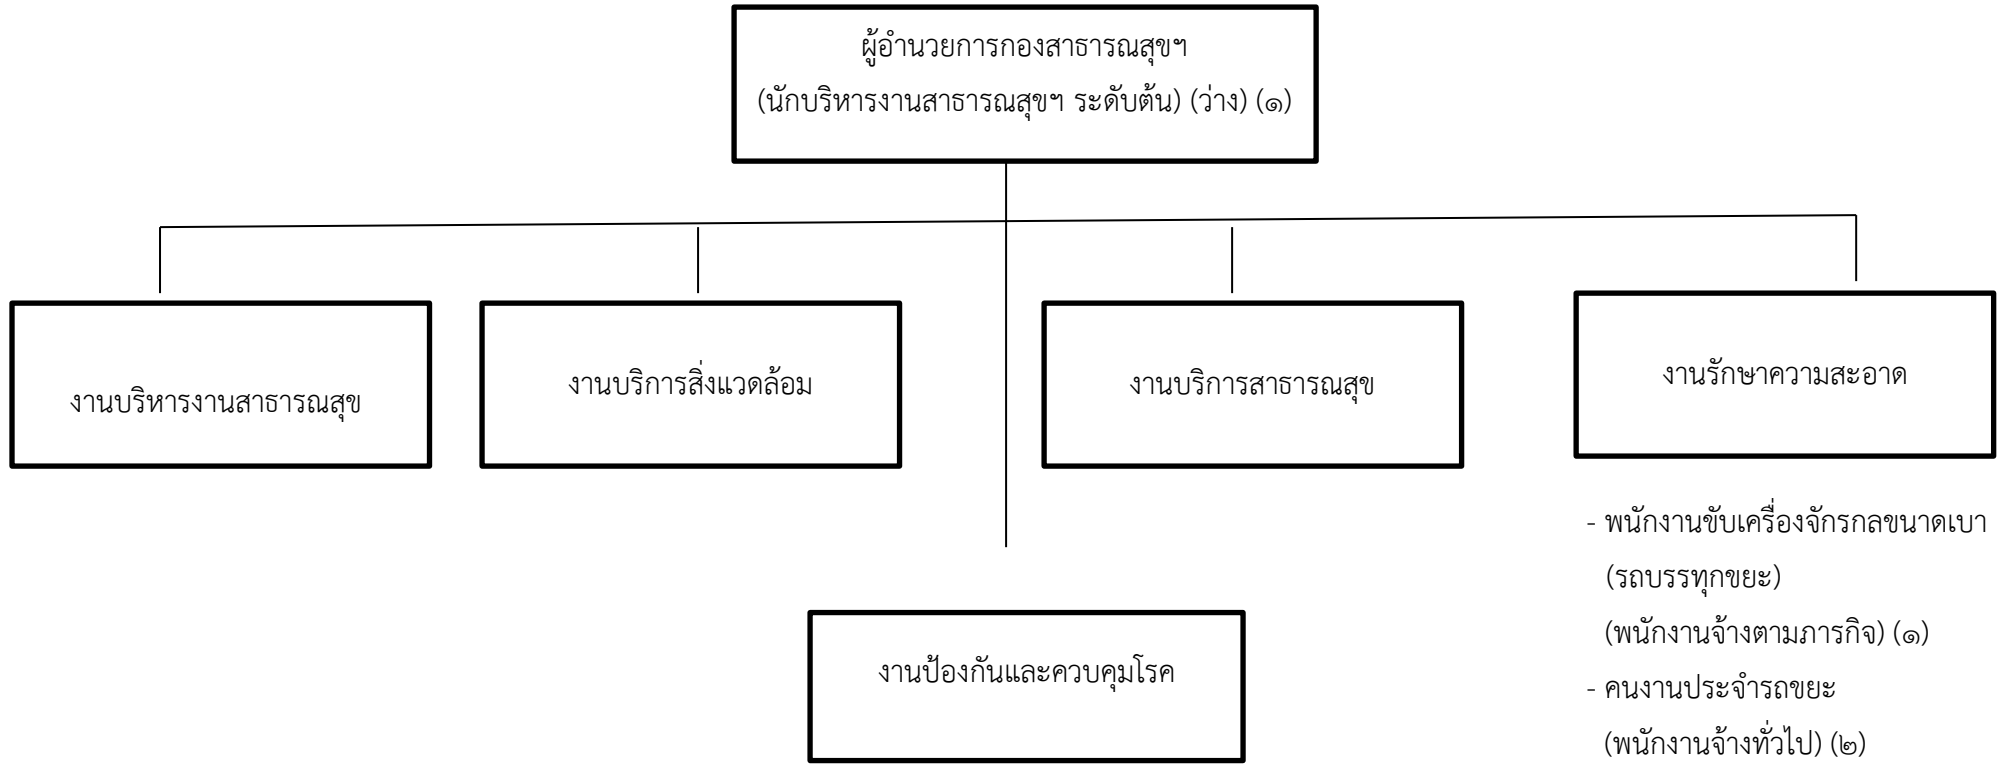 ผู้อำนวยการกองสาธารณสุขฯ
(นักบริหารงานสาธารณสุขฯ ระดับต้น) (ว่าง) (๑)
งานบริหารงานสาธารณสุข
งานบริการสิ่งแวดล้อม
งานบริการสาธารณสุข
งานรักษาความสะอาด
- พนักงานขับเครื่องจักรกลขนาดเบา
(รถบรรทุกขยะ)
(พนักงานจ้างตามภารกิจ) (๑)
- คนงานประจำรถขยะ
(พนักงานจ้างทั่วไป) (๒)
งานป้องกันและควบคุมโรค